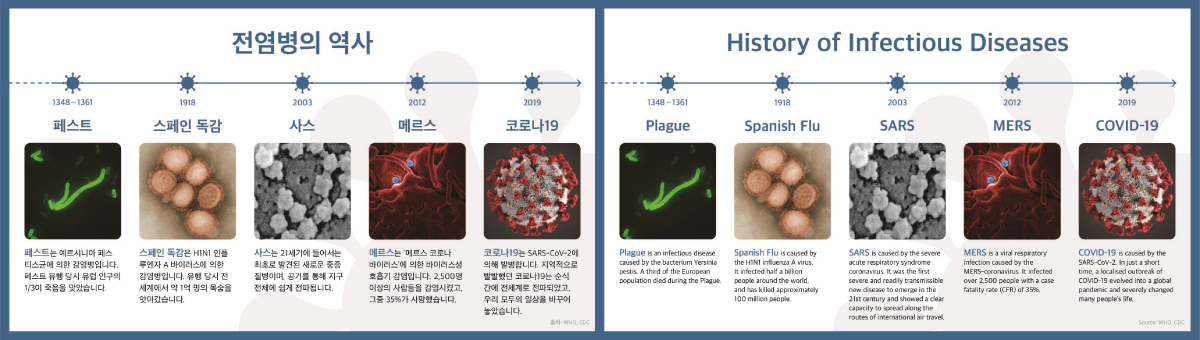 전염병의 역사
1348~1361
1918
2003
2012
2019
페스트
스페인 독감
사스
메르스
코로나19
페스트는 예르시니아 페스
티스균에 의한 감염병입니다.
페스트 유행 당시 유럽 인구의
1/3이 죽음을 맞았습니다.
스페인 독감은 H1N1 인플
루엔자 A 바이러스에 의한
감염병입니다. 유행 당시 전
세계에서 약 1억 명의 목숨을
앗아갔습니다.
사스는 21세기에 들어서는
최초로 발견된 새로운 중증
질병이며, 공기를 통해 지구
전체에 쉽게 전파됩니다.
메르스는 '메르스 코로나
바이러스'에 의한 바이러스성
호흡기 감염입니다. 2,500명
이상의 사람들을 감염시켰고,
그중 35%가 사망했습니다.
코로나19는 SARS-CoV-2에
의해 발병합니다. 지역적으로
발발했던 코로나19는 순식
간에 전세계로 전파되었고,
우리 모두의 일상을 바꾸어
놓았습니다.
출처: WHO, CDC
History of Infectious Diseases
1348~1361
1918
2003
2012
2019
Plague
Spanish Flu
SARS
MERS
COVID-19
Plague is an infectious disease
caused by the bacterium Yersinia
pestis. A third of the European
population died during the Plague.
Spanish Flu is caused by
the H1N1 influenza A virus.
It infected half a billion
people around the world,
and has killed approximately
100 million people.
SARS is caused by the severe
acute respiratory syndrome
coronavirus. It was the first
severe and readily transmissible
new disease to emerge in the
21st century and showed a clear
capacity to spread along the
routes of international air travel.
MERS is a viral respiratory
infection caused by the
MERS-coronavirus. It infected
over 2,500 people with a case
fatality rate (CFR) of 35%.
COVID-19 is caused by the
SARS-CoV-2. In just a short
time, a localised outbreak of
COVID-19 evolved into a global
pandemic and severely changed
many people's life.
Source: WHO, CDC